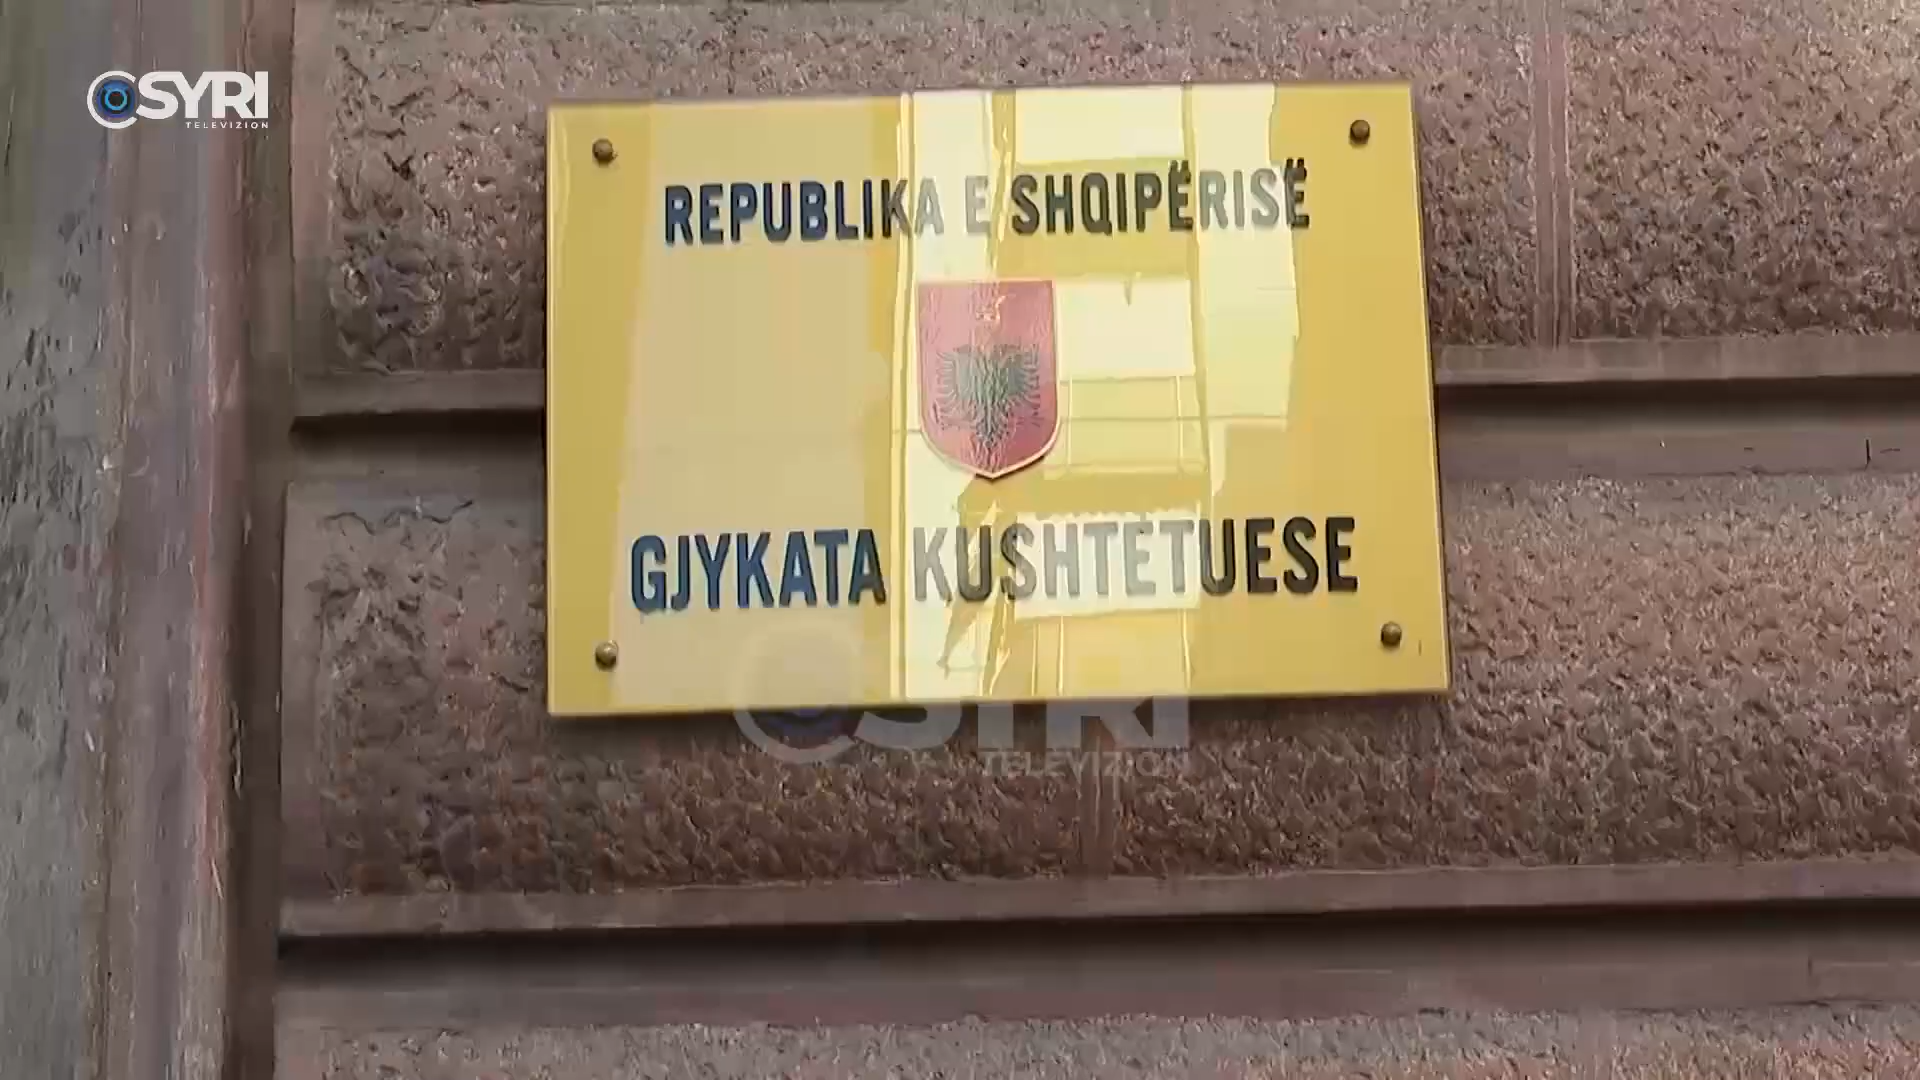 SYRI
TELEVIZION
REPUBLIKA E SHQIPËRISË
GJYKATA KUSHTETUESE
SYRI
TELEVIZION